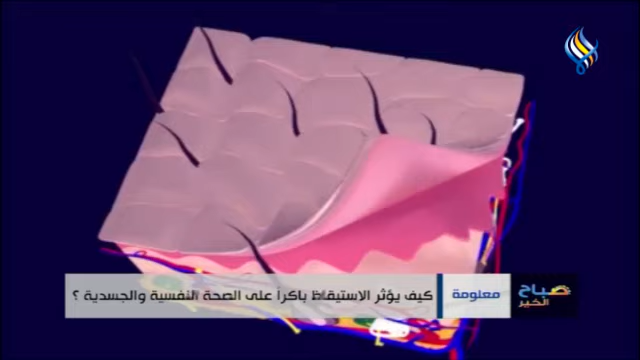 صباح
الخير
معلومة
كيف يؤثر الاستيقاظ باكراً على الصحة النفسية والجسدية ؟